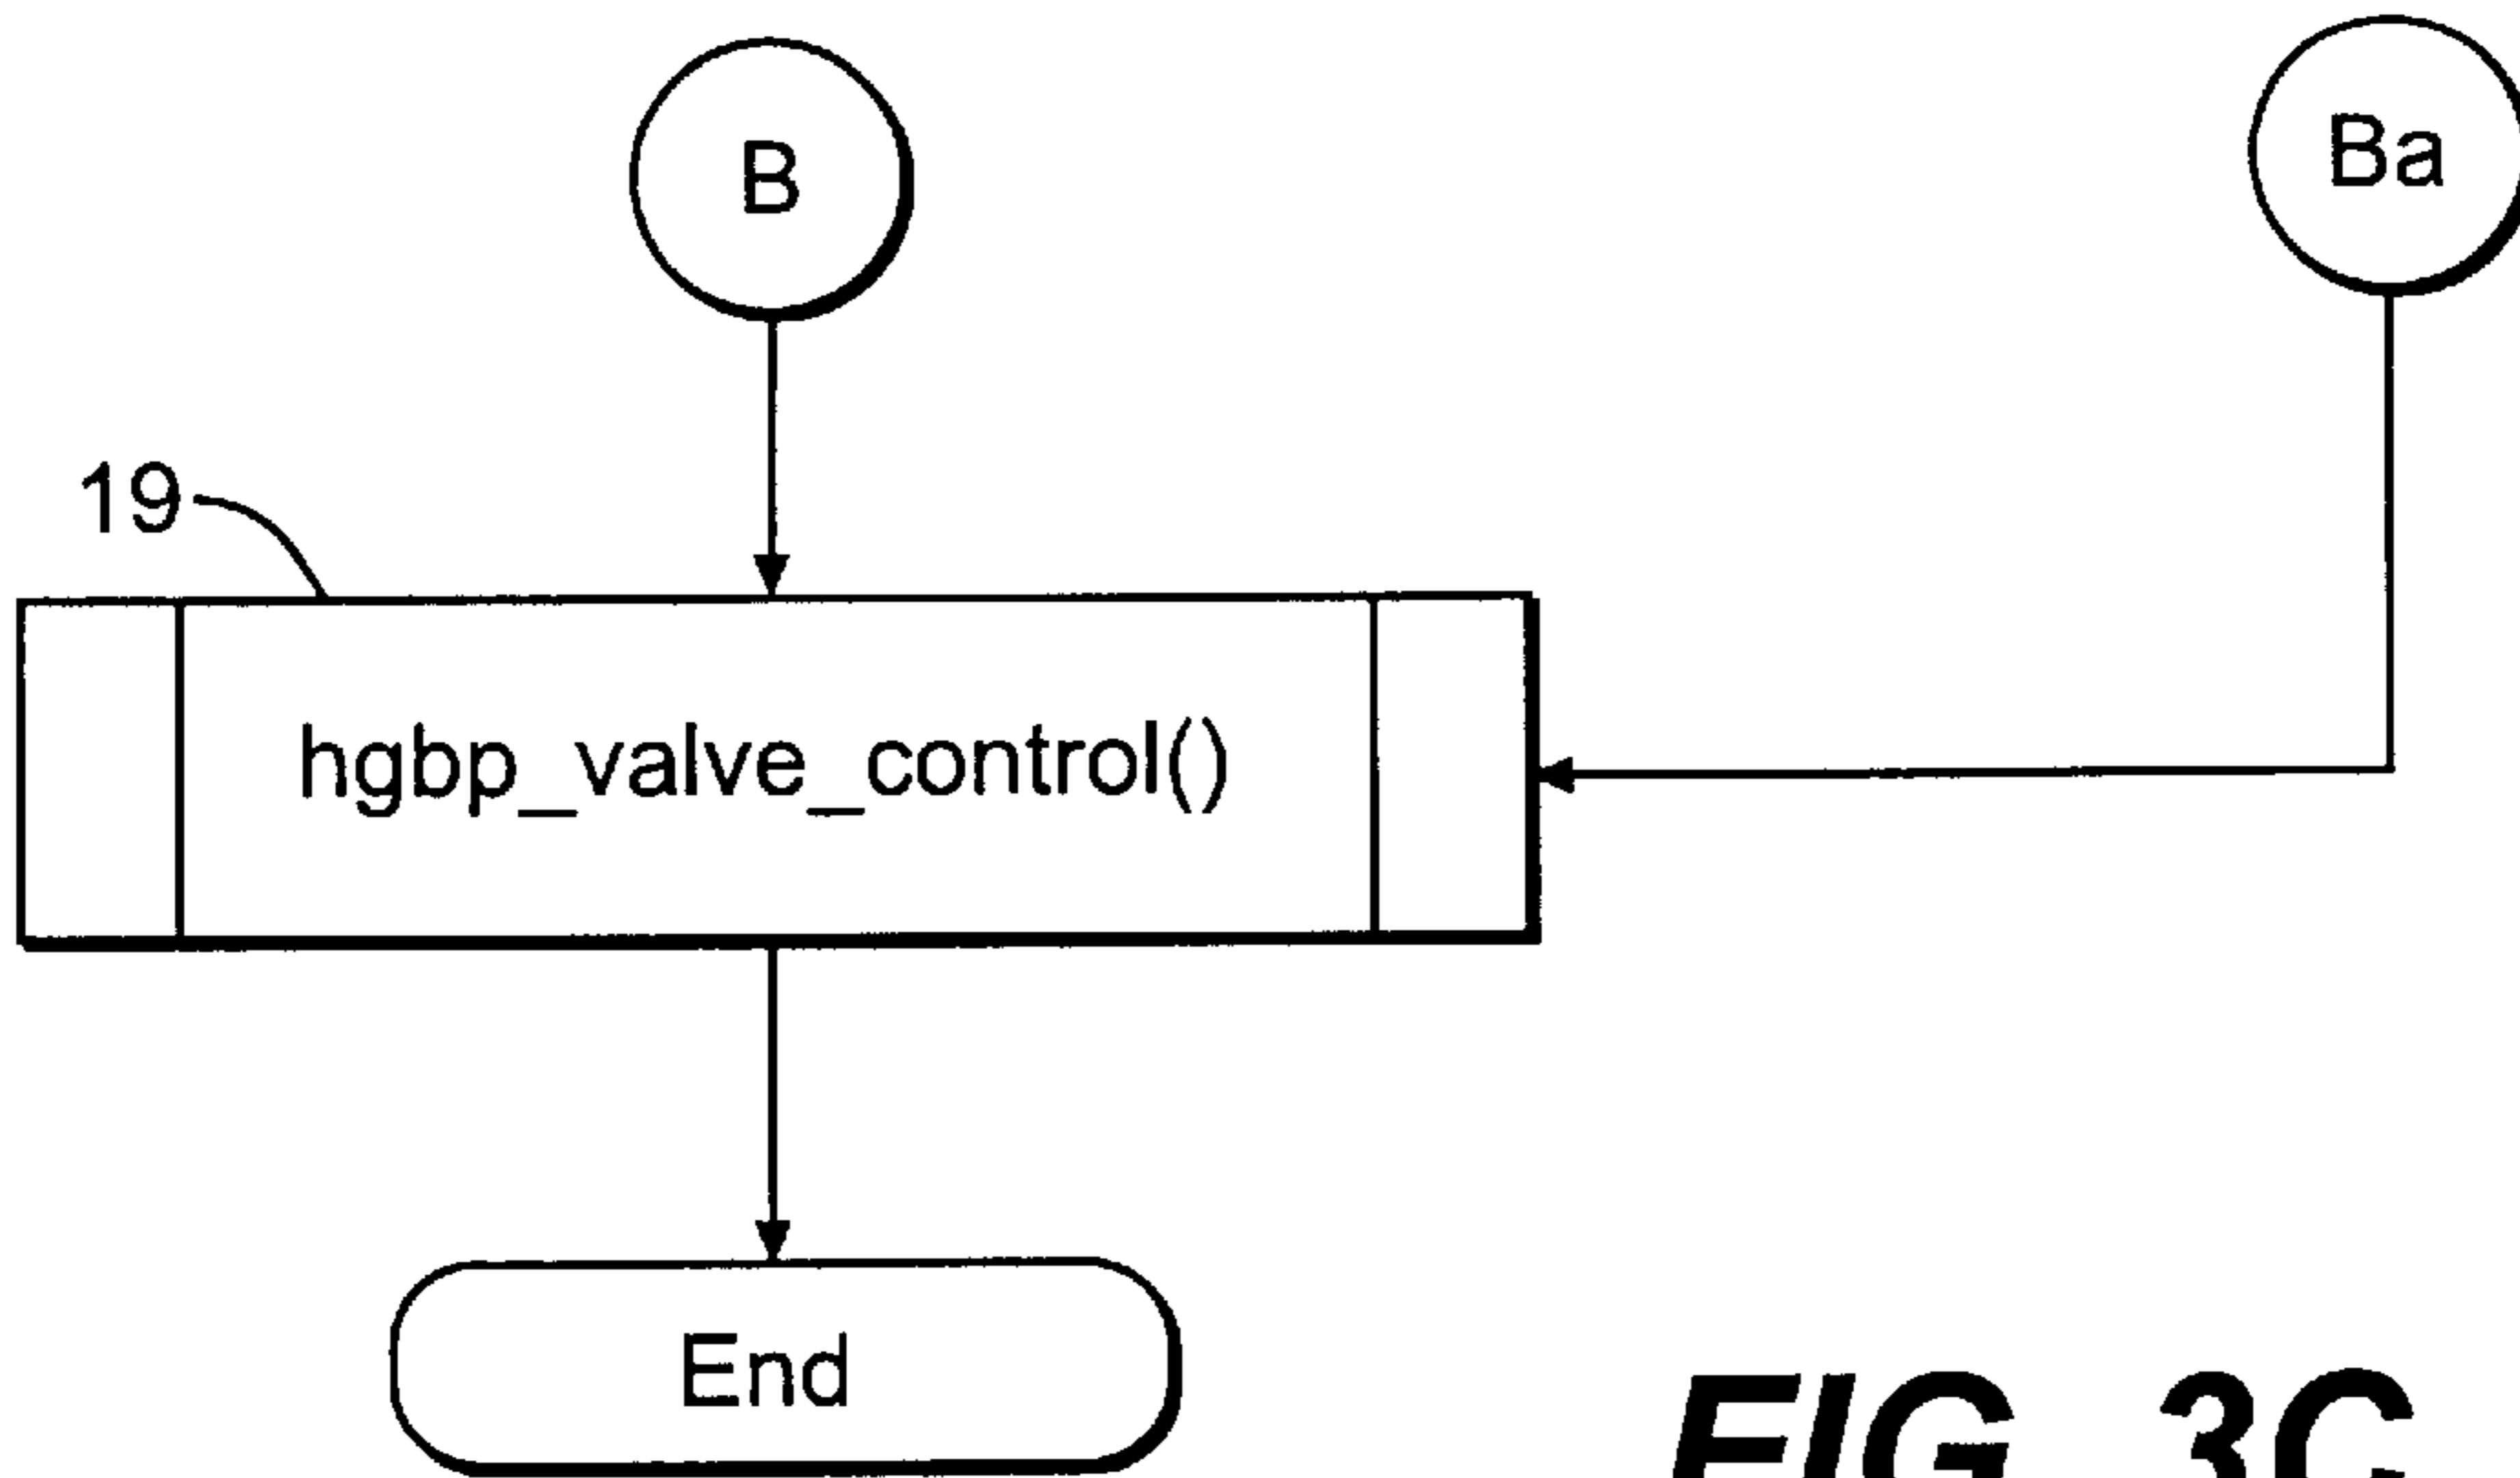 B
Ba
19
hgbp_valve_control()
End
FIG. 3C